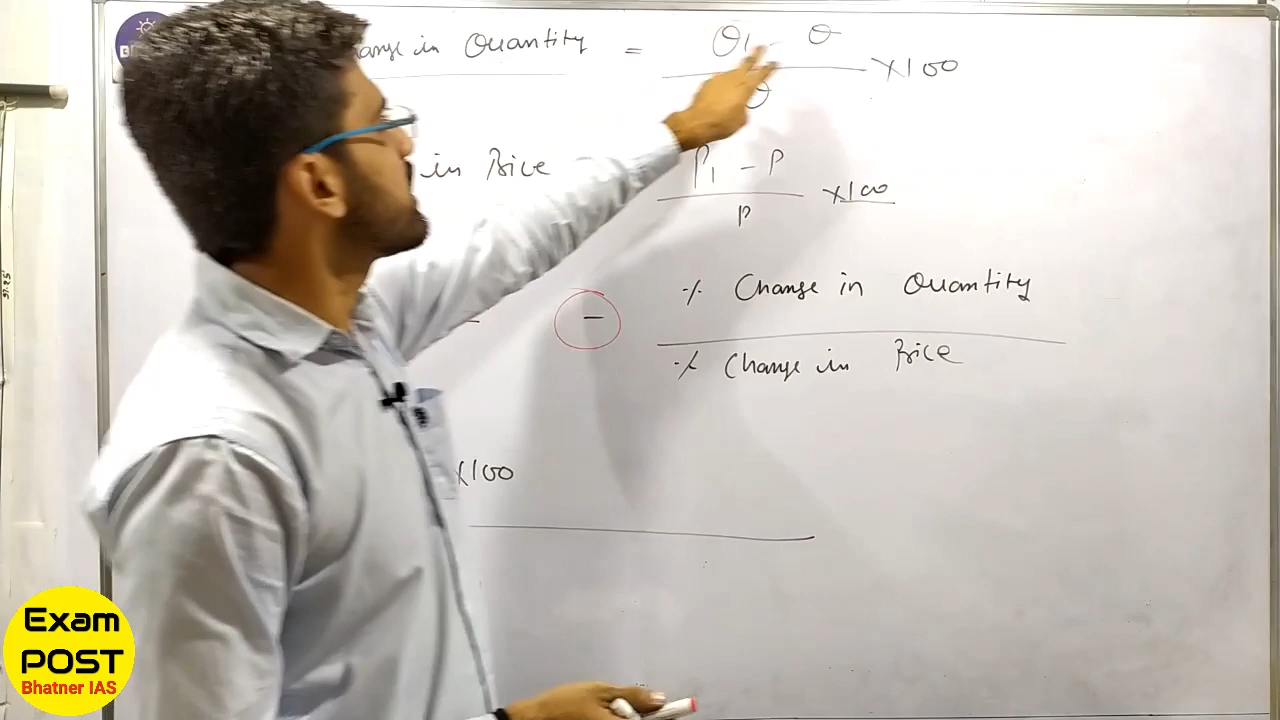 Change in Quantity = Q1 - Q
Q
×100
in Price
P1 - P
P
×100
- % Change in Quantity
% Change in Price
×100
Exam
POST
Bhatner IAS